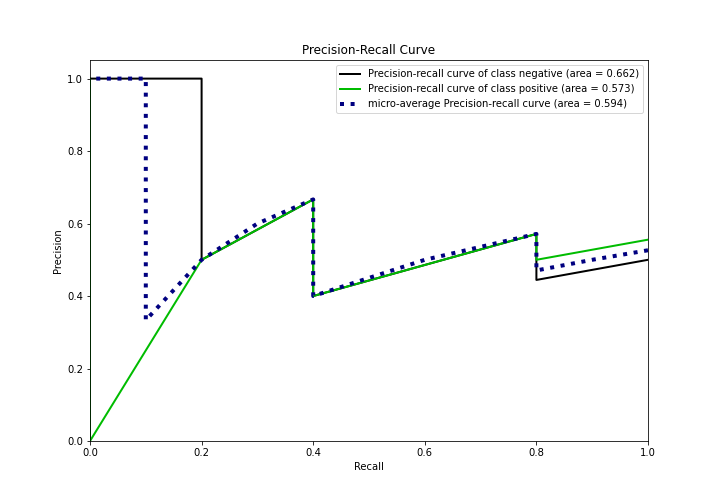 Precision-Recall Curve
Precision-recall curve of class negative (area = 0.662)
Precision-recall curve of class positive (area = 0.573)
micro-average Precision-recall curve (area = 0.594)
1.0
0.8
0.6
0.4
0.2
0.0
Precision
0.0 0.2 0.4 0.6 0.8 1.0
Recall